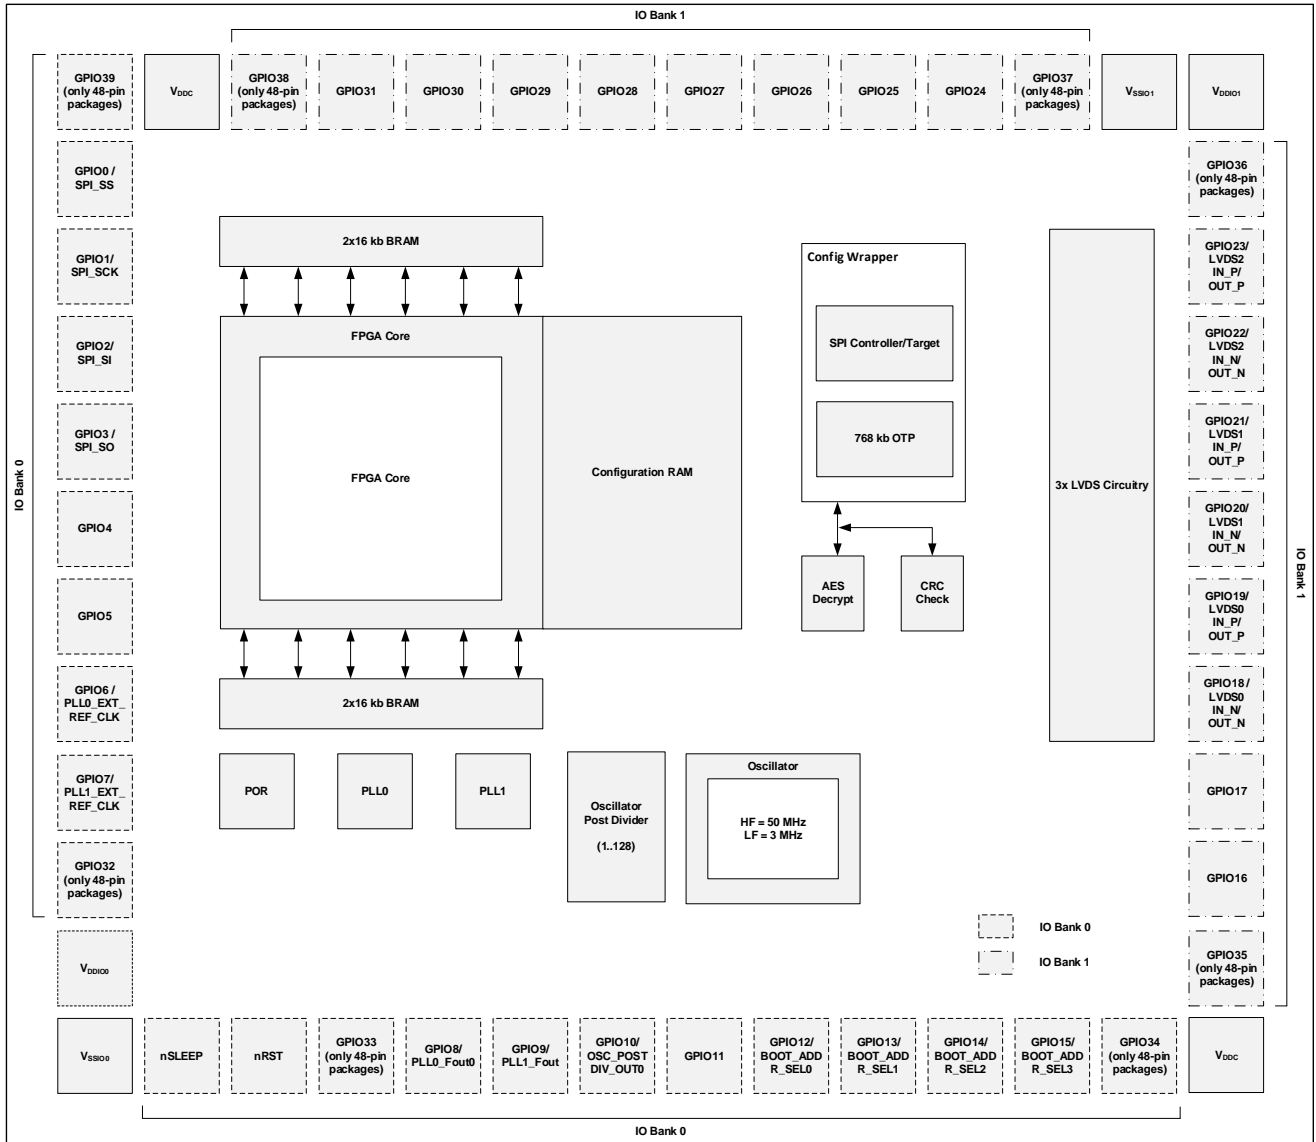 IO Bank 1
GPIO39
(only 48-pin
packages)
VDDC
GPIO38
(only 48-pin
packages)
GPIO31
GPIO30
GPIO29
GPIO28
GPIO27
GPIO26
GPIO25
GPIO24
GPIO37
(only 48-pin
packages)
VSSIO1
VDDIO1
IO Bank 0
GPIO0 /
SPI_SS
GPIO1/
SPI_SCK
GPIO2/
SPI_SI
GPIO3 /
SPI_SO
GPIO4
GPIO5
GPIO6 /
PLL0_EXT_
REF_CLK
GPIO7/
PLL1_EXT_
REF_CLK
GPIO32
(only 48-pin
packages)
VDDIO0
2x16 kb BRAM
FPGA Core
FPGA Core
Configuration RAM
2x16 kb BRAM
POR
PLL0
PLL1
Oscillator
Post Divider
(1..128)
Oscillator
HF = 50 MHz
LF = 3 MHz
Config Wrapper
SPI Controller/Target
768 kb OTP
AES
Decrypt
CRC
Check
3x LVDS Circuitry
IO Bank 0
IO Bank 1
GPIO36
(only 48-pin
packages)
GPIO23/
LVDS2
IN_P/
OUT_P
GPIO22/
LVDS2
IN_N/
OUT_N
GPIO21/
LVDS1
IN_P/
OUT_P
GPIO20/
LVDS1
IN_N/
OUT_N
GPIO19/
LVDS0
IN_P/
OUT_P
GPIO18 /
LVDS0
IN_N/
OUT_N
GPIO17
GPIO16
GPIO35
(only 48-pin
packages)
IO Bank 1
VSSIO0
nSLEEP
nRST
GPIO33
(only 48-pin
packages)
GPIO8/
PLL0_Fout0
GPIO9/
PLL1_Fout
GPIO10/
OSC_POST
DIV_OUT0
GPIO11
GPIO12/
BOOT_ADD
R_SEL0
GPIO13/
BOOT_ADD
R_SEL1
GPIO14/
BOOT_ADD
R_SEL2
GPIO15/
BOOT_ADD
R_SEL3
GPIO34
(only 48-pin
packages)
VDDC
IO Bank 0